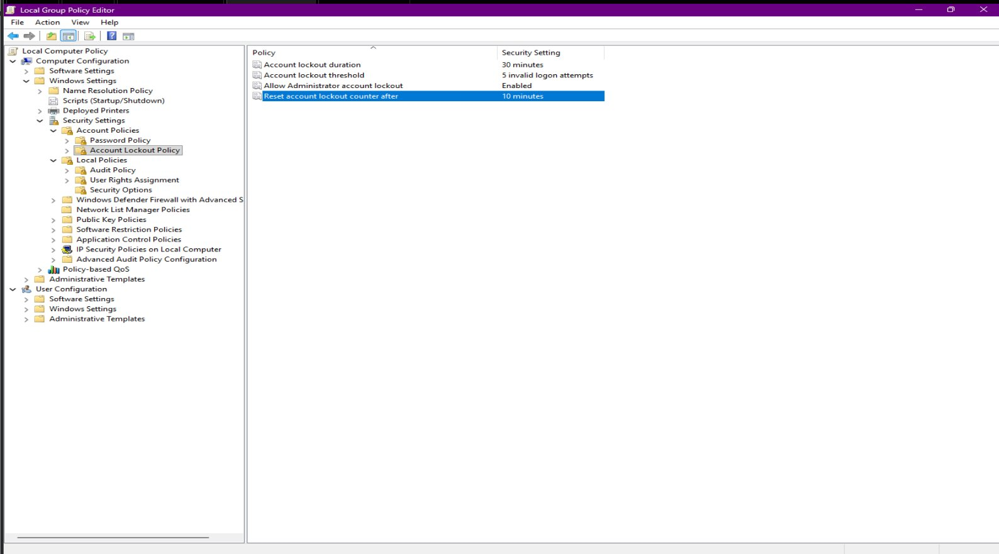 Local Group Policy Editor
File Action View Help
Local Computer Policy
Computer Configuration
Software Settings
Windows Settings
Name Resolution Policy
Scripts (Startup/Shutdown)
Deployed Printers
Security Settings
Account Policies
Password Policy
Account Lockout Policy
Local Policies
Audit Policy
User Rights Assignment
Security Options
Windows Defender Firewall with Advanced S
Network List Manager Policies
Public Key Policies
Software Restriction Policies
Application Control Policies
IP Security Policies on Local Computer
Advanced Audit Policy Configuration
Policy-based QoS
Administrative Templates
User Configuration
Software Settings
Windows Settings
Administrative Templates
Policy Security Setting
Account lockout duration 30 minutes
Account lockout threshold 5 invalid logon attempts
Allow Administrator account lockout Enabled
Reset account lockout counter after 10 minutes